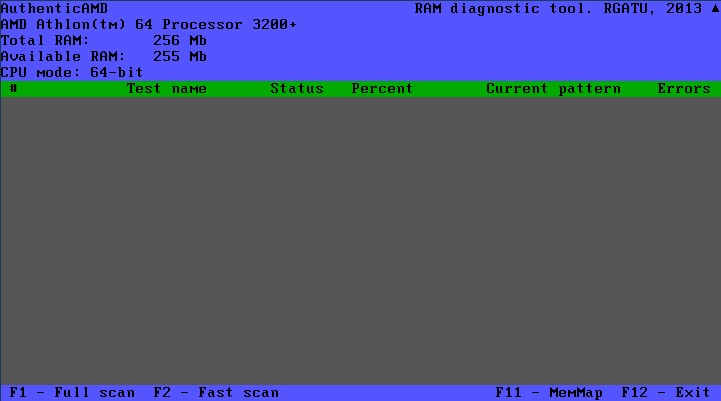 AuthenticAMD RAM diagnostic tool. RGATU, 2013 ▲
AMD Athlon(tm) 64 Processor 3200+
Total RAM: 256 Mb
Available RAM: 255 Mb
CPU mode: 64-bit
# Test name Status Percent Current pattern Errors
F1 - Full scan F2 - Fast scan F11 - MemMap F12 - Exit